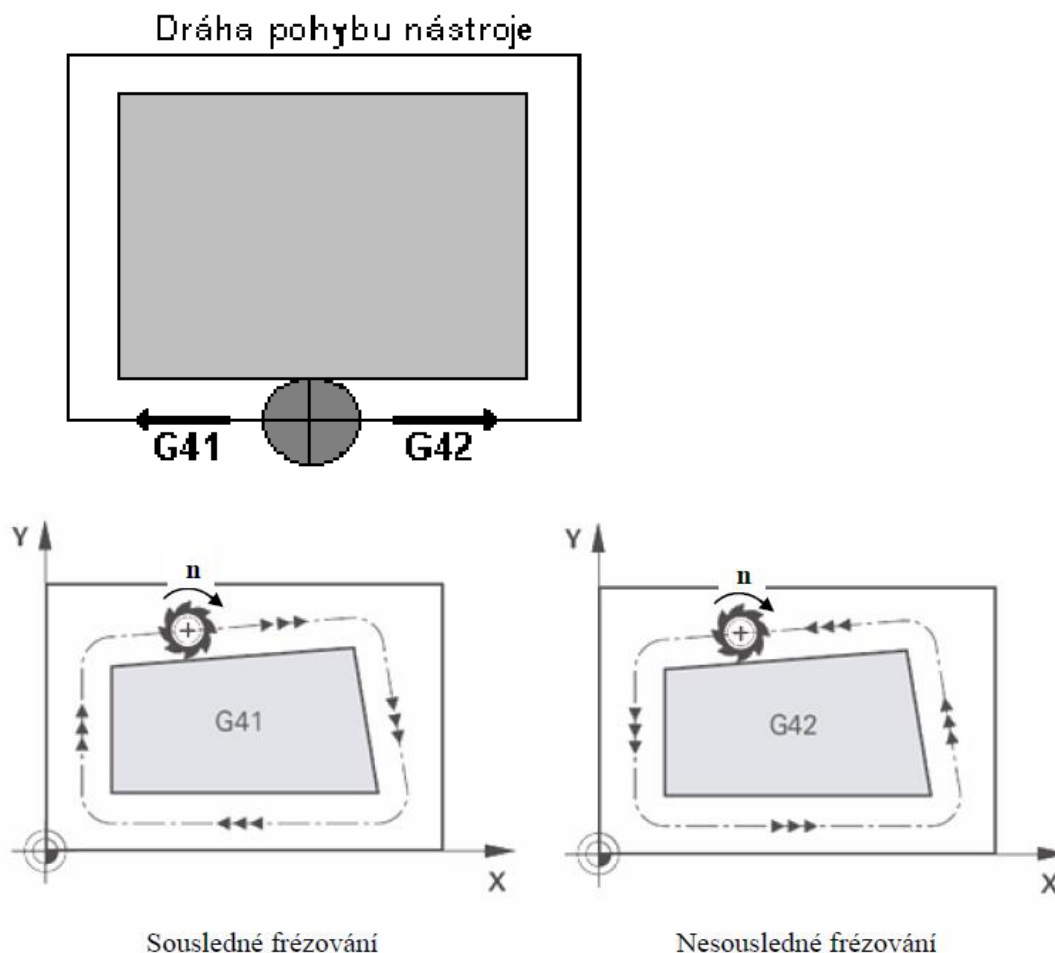 Dráha pohybu nástroje
G41 G42
Y Y
n n
G41 G42
X X
Sousledné frézování Nesousledné frézování